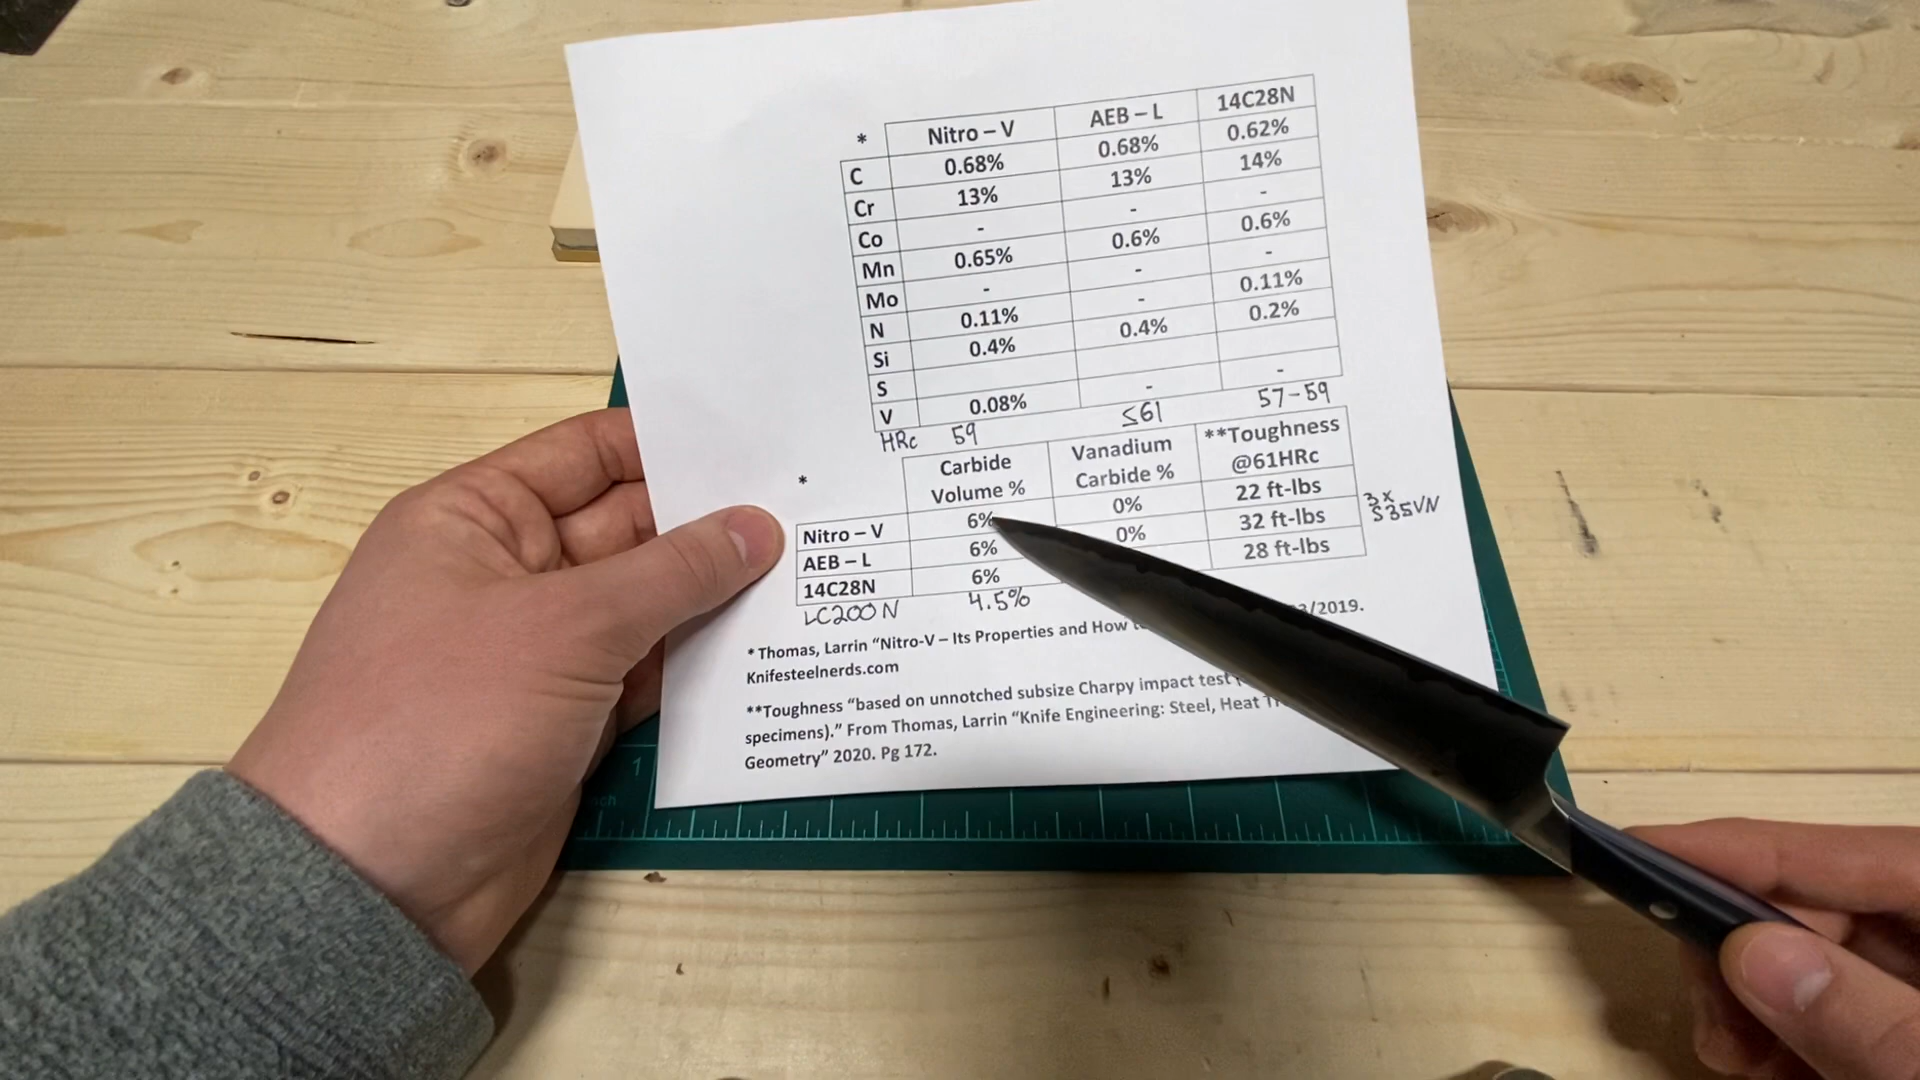 * Nitro – V AEB – L 14C28N
C 0.68% 0.68% 0.62%
Cr 13% 13% 14%
Co - - -
Mn 0.65% 0.6% 0.6%
Mo - - -
N 0.11% - 0.11%
Si 0.4% 0.4% 0.2%
S
V 0.08% - -
HRc 59 ≤61 57-59
* Carbide Volume % Vanadium Carbide % **Toughness @61HRc
Nitro – V 6% 0% 22 ft-lbs
AEB – L 6% 0% 32 ft-lbs
14C28N 6% 28 ft-lbs
3x S35VN
LC200N 4.5%
* Thomas, Larrin “Nitro-V – Its Properties and How /2019.
Knifesteelnerds.com
**Toughness “based on unnotched subsize Charpy impact test
specimens).” From Thomas, Larrin “Knife Engineering: Steel, Heat
Geometry” 2020. Pg 172.
1
inch